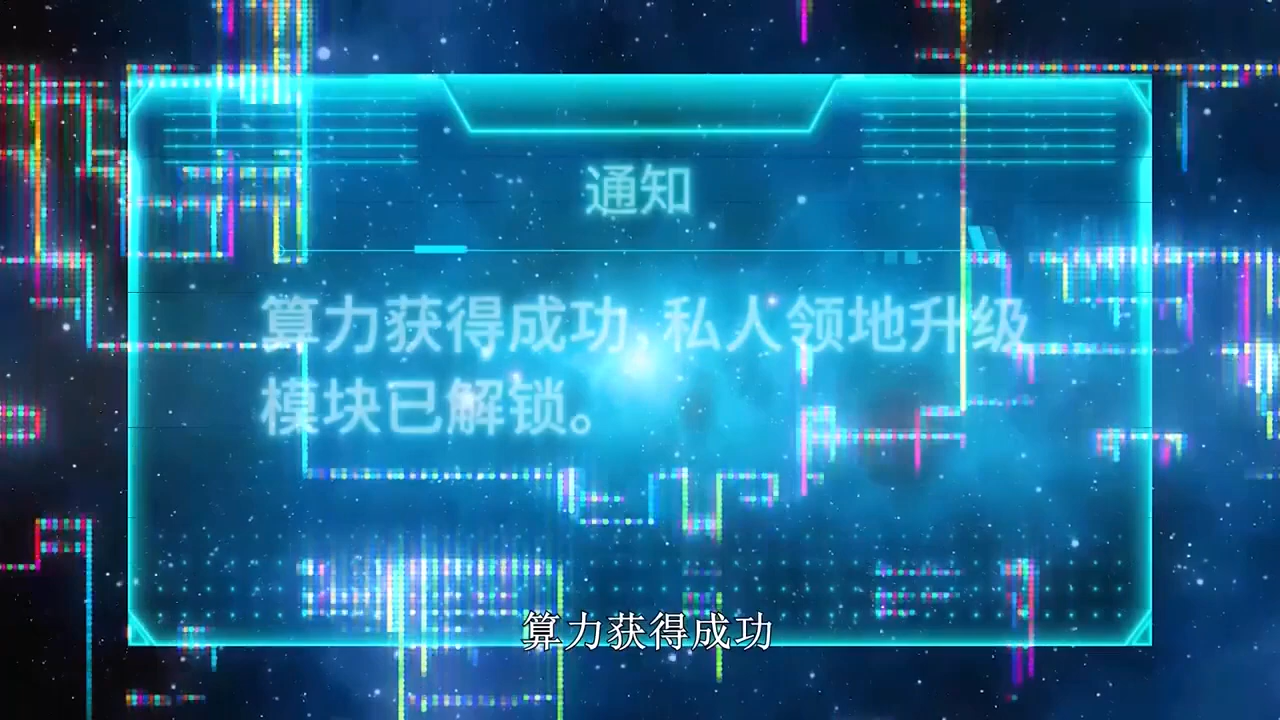 通知
算力获得成功，私人领地升级
模块已解锁。
算力获得成功